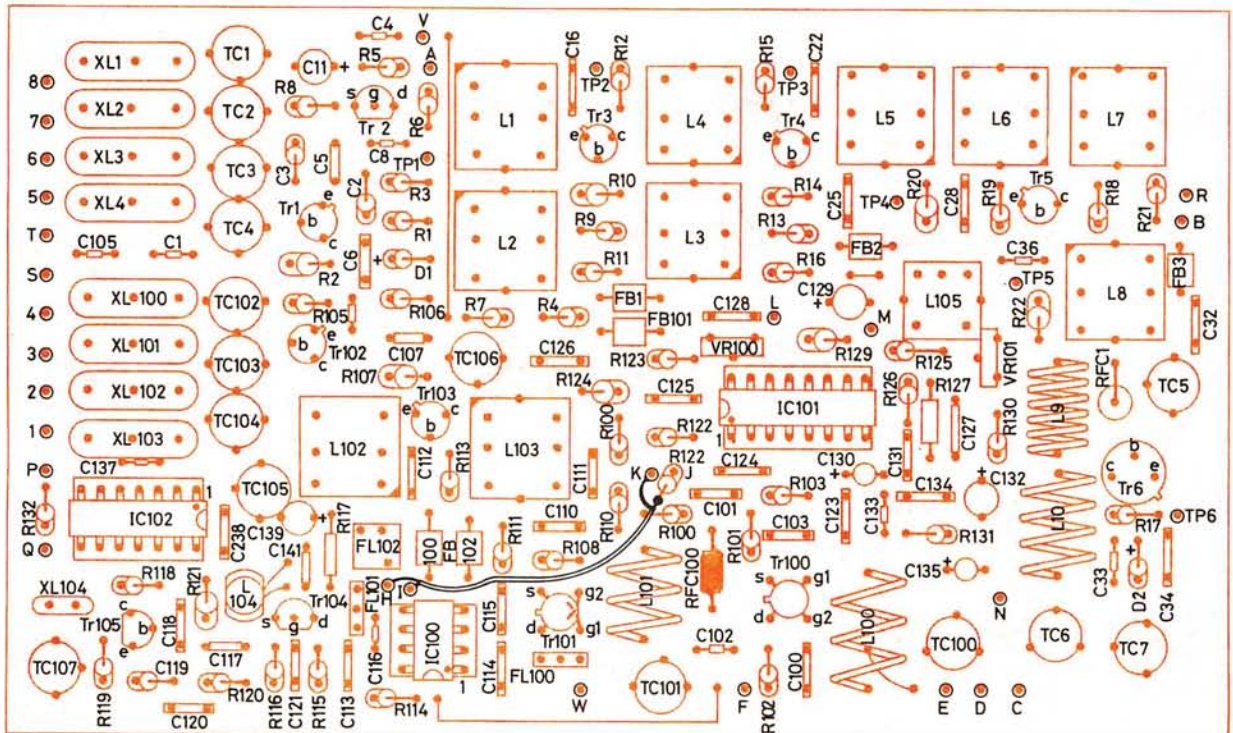 C4 V
XL1 TC1 C11 + R5 A C16 TP2 R12 R15 TP3 C22
8 R8 s g d
7 XL2 TC2 Tr 2 R6 L1 Tr3 e c b L4 Tr4 e c b L5 L6 L7
6 XL3 TC3 C3 C5 C8 TP1
5 XL4 C2 R3 R10 R14 C25 TP4 R20 C28 R19 Tr5 e c b R18 R21 R
T TC4 Tr1 e b c R1 L2 R9 L3 R13 B
C105 C1 C6 + D1 R11 R16 FB2 C36 FB3
S R2 TP5
4 XL 100 TC102 R105 R106 FB1 C128 L + C129 L105 R22 L8 C32
R7 R4 FB101 M
3 XL 101 TC103 Tr102 e b c C107 TC106 C126 R123 VR100 R129 R125 VR101 RFC1 TC5
2 XL 102 R107 R124 C125 R126 R127 L9
1 XL 103 TC104 Tr103 e c b R100 R122 IC101 1 C127 R130
L102 L103
P C137 C112 R113 C111 K R122 J C124 C130 + C131 + C132 Tr6 b c e
R132 IC102 1 TC105 C139 + R117 R110 C101 R103 C123 C133 C134 L10 R17 TP6
Q C238 C141 FL102 100 FB 102 R111 C110 R100 R101 C103 R131
R118 R121 L 104 FL101 H I R108 RFC100 Tr100 s g1 d g2 C135 + C33 + D2 C34
XL104 Tr104 s g d C115 Tr101 s g2 d g1 L101 N
Tr105 c b e C118 C117 C116 IC100 1 C114 FL100 C102 L100 TC100 TC6 TC7
TC107 R119 C119 R120 R116 C121 R115 C113 R114 W TC101 F R102 C100 E D C
C120